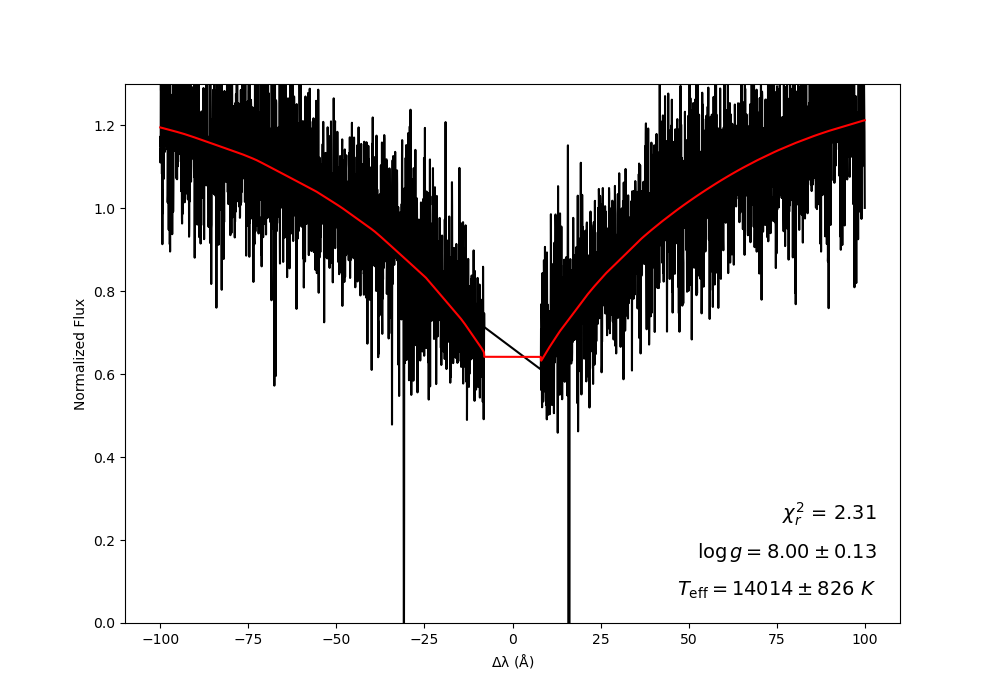 Normalized Flux
1.2
1.0
0.8
0.6
0.4
0.2
0.0
χ²ᵣ = 2.31
log g = 8.00 ± 0.13
T_eff = 14014 ± 826 K
−100 −75 −50 −25 0 25 50 75 100
Δλ (Å)